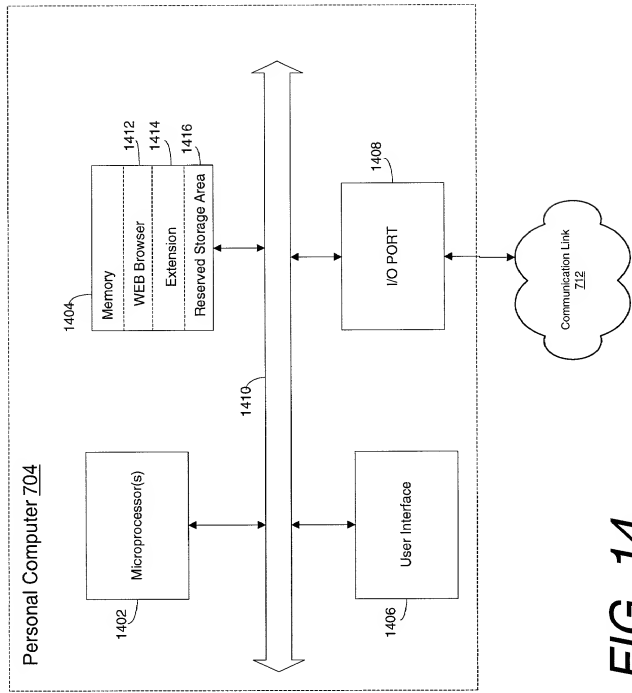 Personal Computer 704
1404
Memory
WEB Browser
Extension
Reserved Storage Area
1412
1414
1416
Microprocessor(s)
1402
1410
User Interface
1406
I/O PORT
1408
Communication Link
712
FIG. 14